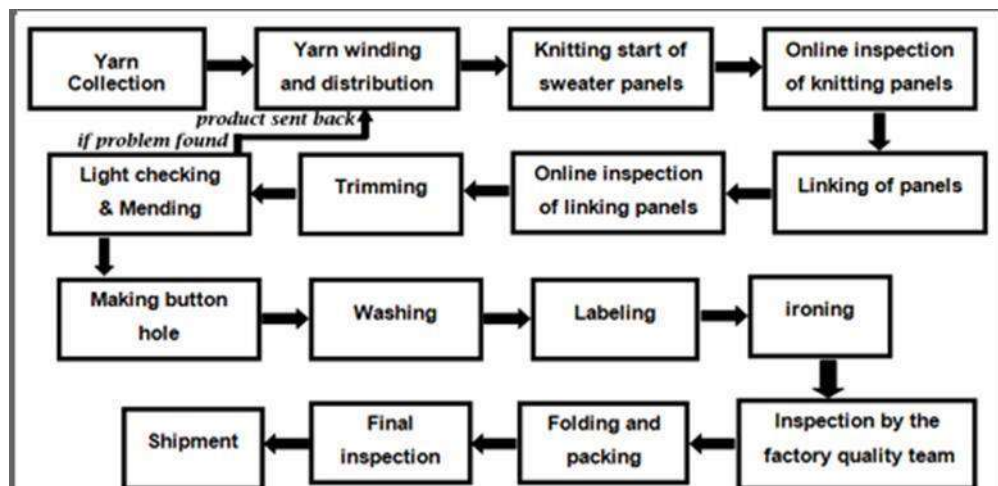 Yarn
Collection
Yarn winding
and distribution
Knitting start of
sweater panels
Online inspection
of knitting panels
product sent back
if problem found
Light checking
& Mending
Trimming
Online inspection
of linking panels
Linking of panels
Making button
hole
Washing
Labeling
ironing
Shipment
Final
inspection
Folding and
packing
Inspection by the
factory quality team